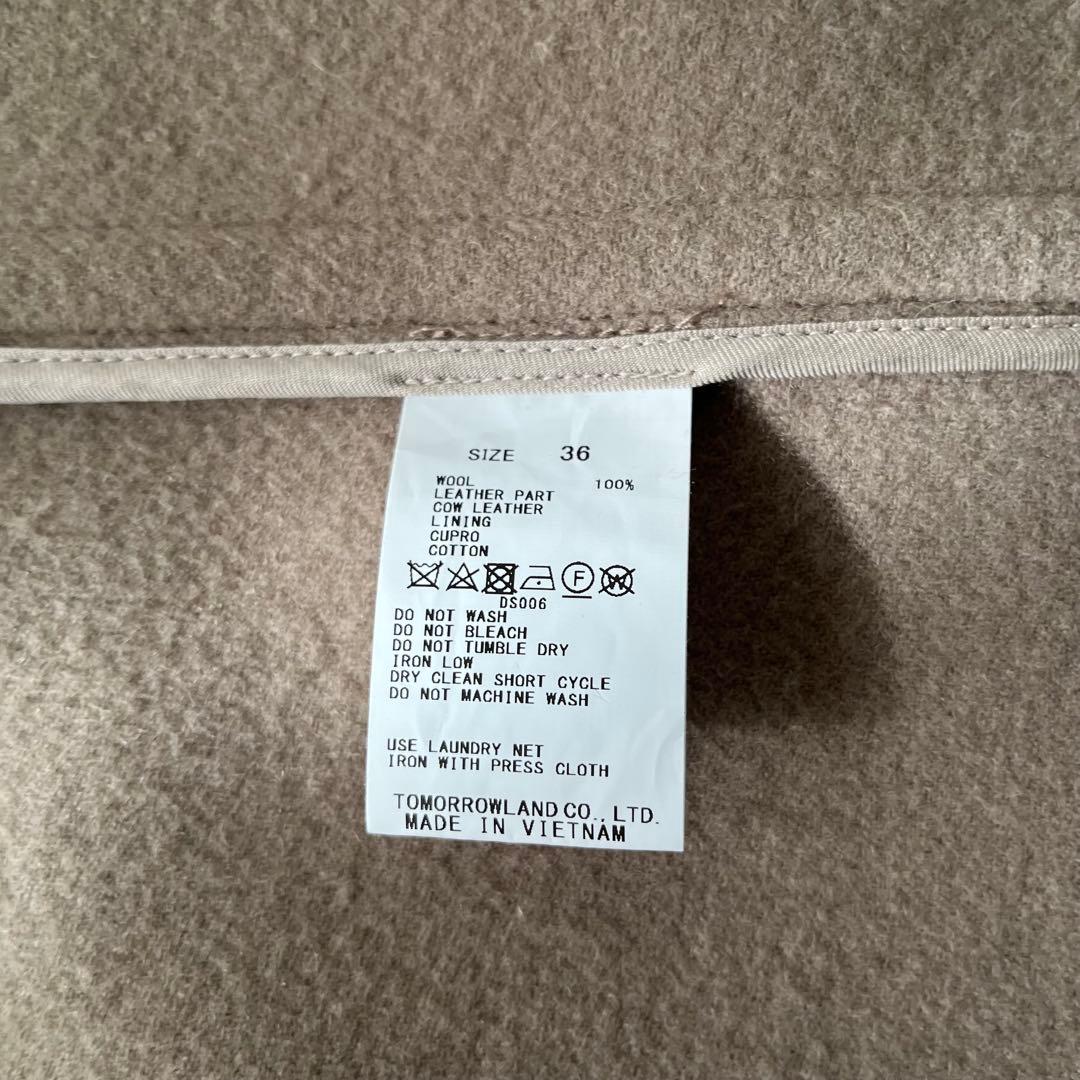 SIZE 36
WOOL 100%
LEATHER PART
COW LEATHER
LINING
CUPRO
COTTON
F W
DS006
DO NOT WASH
DO NOT BLEACH
DO NOT TUMBLE DRY
IRON LOW
DRY CLEAN SHORT CYCLE
DO NOT MACHINE WASH
USE LAUNDRY NET
IRON WITH PRESS CLOTH
TOMORROWLAND CO., LTD.
MADE IN VIETNAM